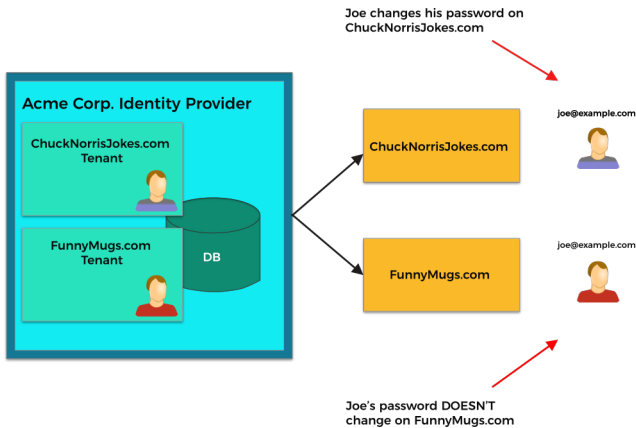 Joe changes his password on
ChuckNorrisJokes.com
Acme Corp. Identity Provider
ChuckNorrisJokes.com
Tenant
FunnyMugs.com
Tenant
DB
ChuckNorrisJokes.com
joe@example.com
FunnyMugs.com
joe@example.com
Joe's password DOESN'T
change on FunnyMugs.com